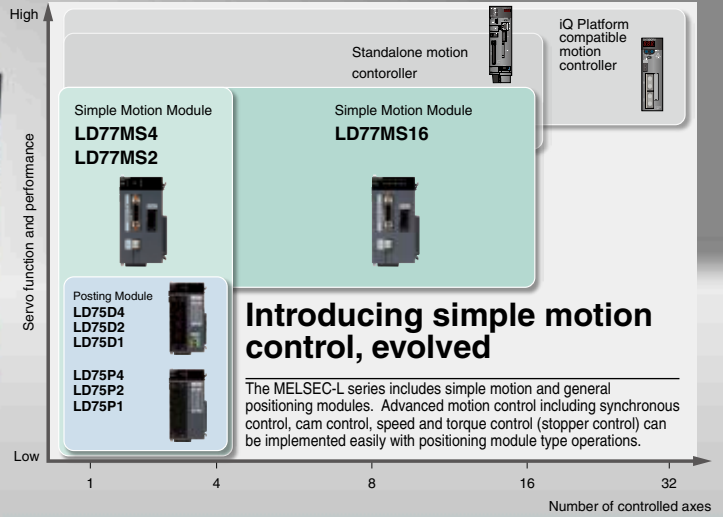 High
Servo function and performance
Low
Standalone motion
contoroller
iQ Platform
compatible
motion
controller
Simple Motion Module
LD77MS4
LD77MS2
Simple Motion Module
LD77MS16
Posting Module
LD75D4
LD75D2
LD75D1
LD75P4
LD75P2
LD75P1
Introducing simple motion
control, evolved
The MELSEC-L series includes simple motion and general
positioning modules. Advanced motion control including synchronous
control, cam control, speed and torque control (stopper control) can
be implemented easily with positioning module type operations.
1
4
8
16
32
Number of controlled axes